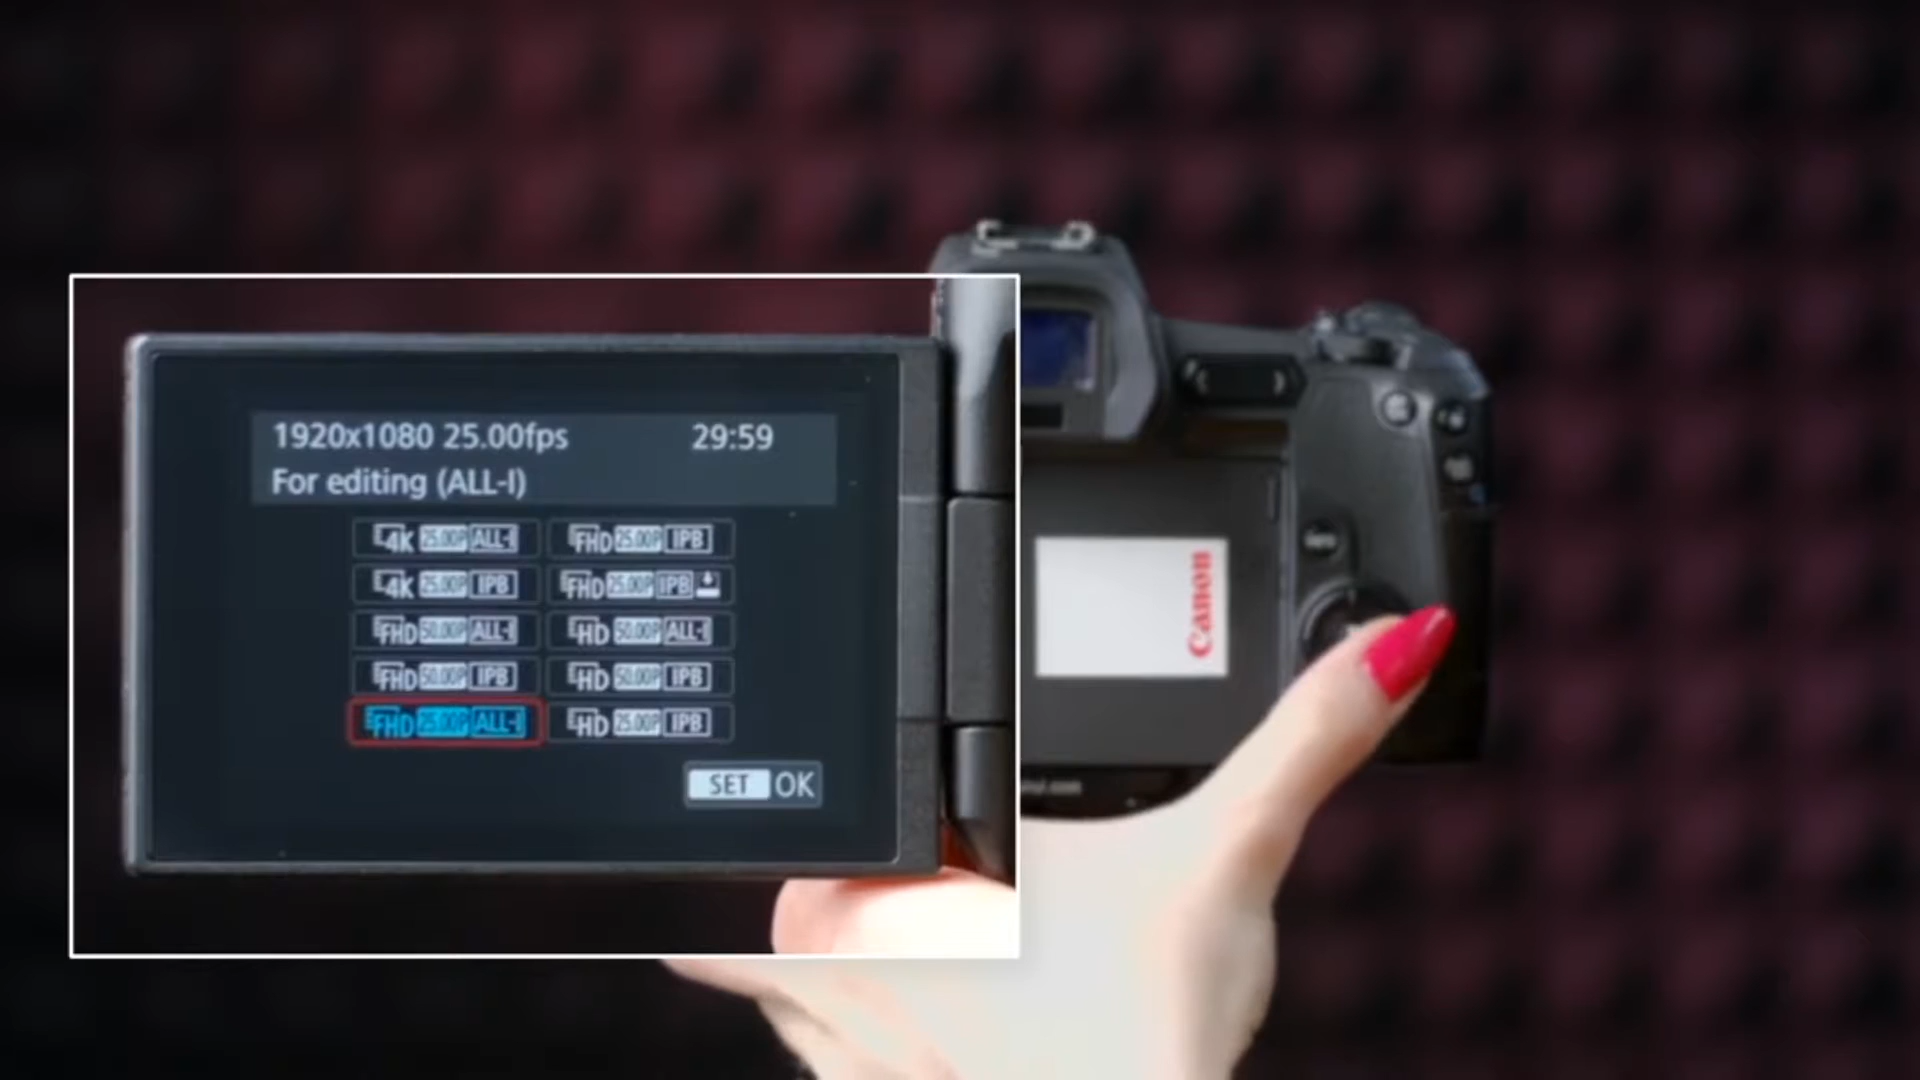 1920x1080 25.00fps 29:59
For editing (ALL-I)
4K 25.00P ALL-I FHD 25.00P IPB
4K 25.00P IPB FHD 25.00P IPB
FHD 50.00P ALL-I HD 50.00P ALL-I
FHD 50.00P IPB HD 50.00P IPB
FHD 25.00P ALL-I HD 25.00P IPB
SET OK
Canon